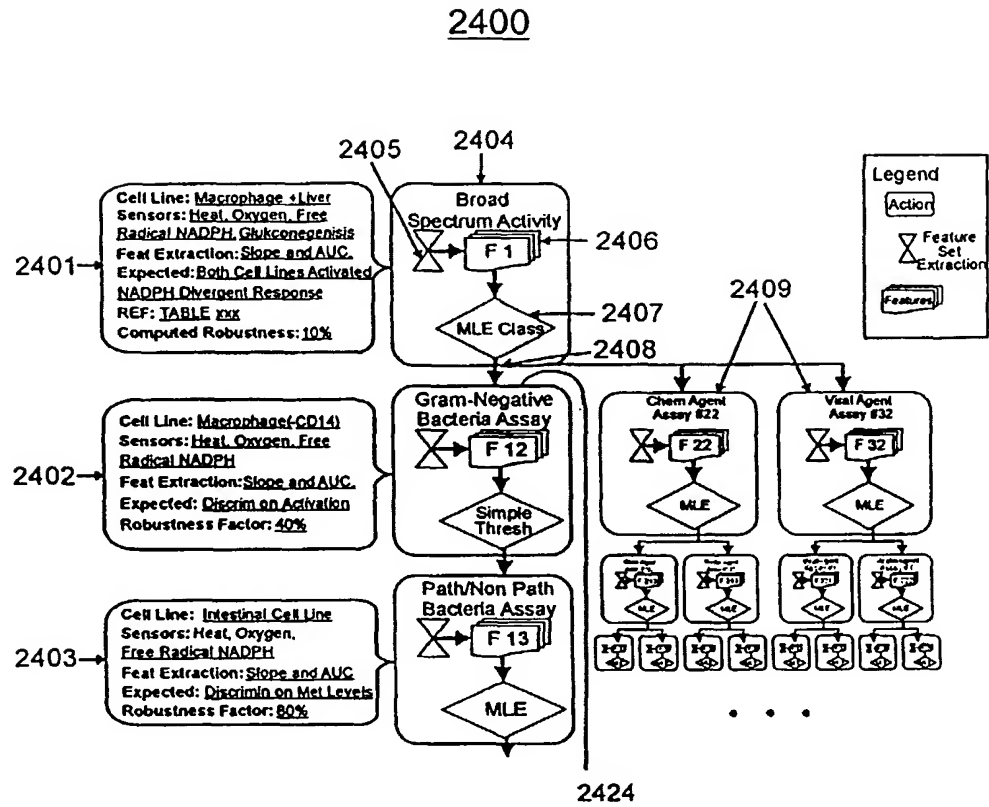 2400
2405
2404
2401
Cell Line: Macrophage +Liver
Sensors: Heat, Oxygen, Free
Radical NADPH, Glukconegenisis
Feat Extraction: Slope and AUC.
Expected: Both Cell Lines Activated
NADPH Divergent Response
REF: TABLE xxx
Computed Robustness: 10%
Broad
Spectrum Activity
F 1
2406
MLE Class
2407
2408
2409
Legend
Action
Feature
Set
Extraction
Features
2402
Cell Line: Macrophage(-CD14)
Sensors: Heat, Oxygen, Free
Radical NADPH
Feat Extraction: Slope and AUC.
Expected: Discrim on Activation
Robustness Factor: 40%
Gram-Negative
Bacteria Assay
F 12
Simple
Thresh
Chem Agent
Assay #22
F 22
MLE
Viral Agent
Assay #32
F 32
MLE
2403
Cell Line: Intestinal Cell Line
Sensors: Heat, Oxygen,
Free Radical NADPH
Feat Extraction: Slope and AUC
Expected: Discrimin on Met Levels
Robustness Factor: 80%
Path/Non Path
Bacteria Assay
F 13
MLE
MLE
MLE
MLE
MLE
2424